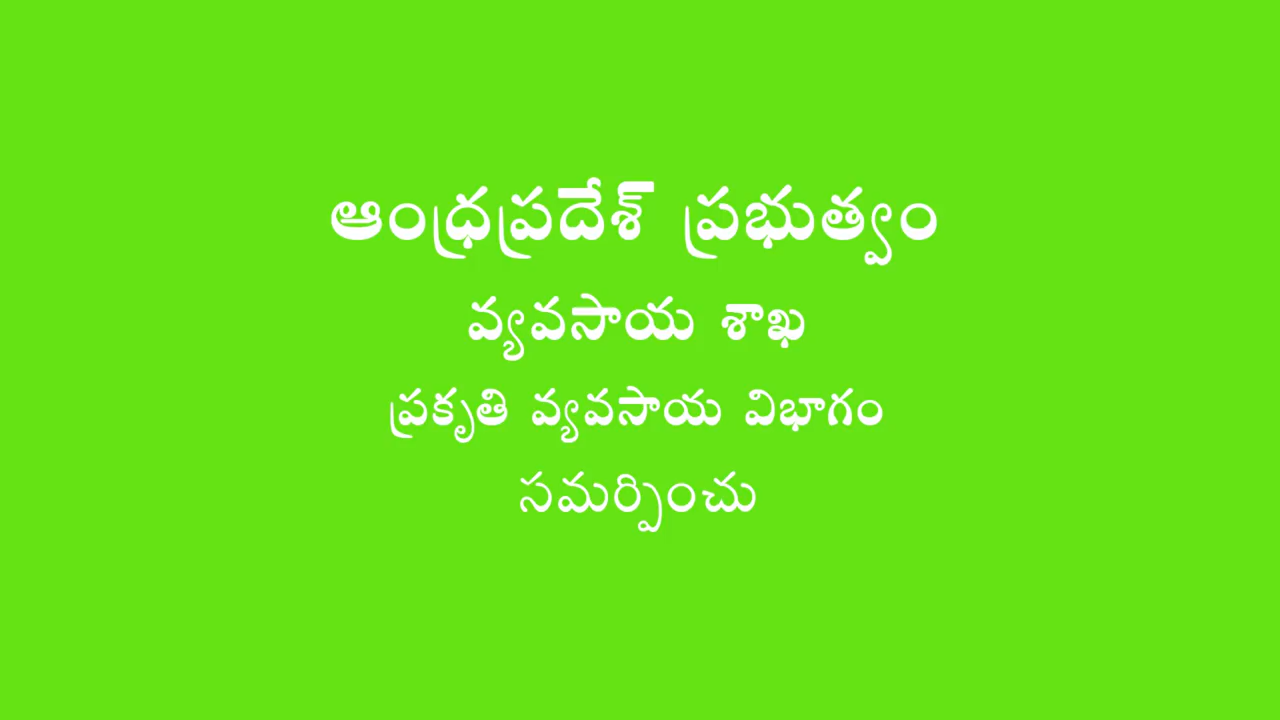 ఆంధ్రప్రదేశ్ ప్రభుత్వం
వ్యవసాయ శాఖ
ప్రకృతి వ్యవసాయ విభాగం
సమర్పించు